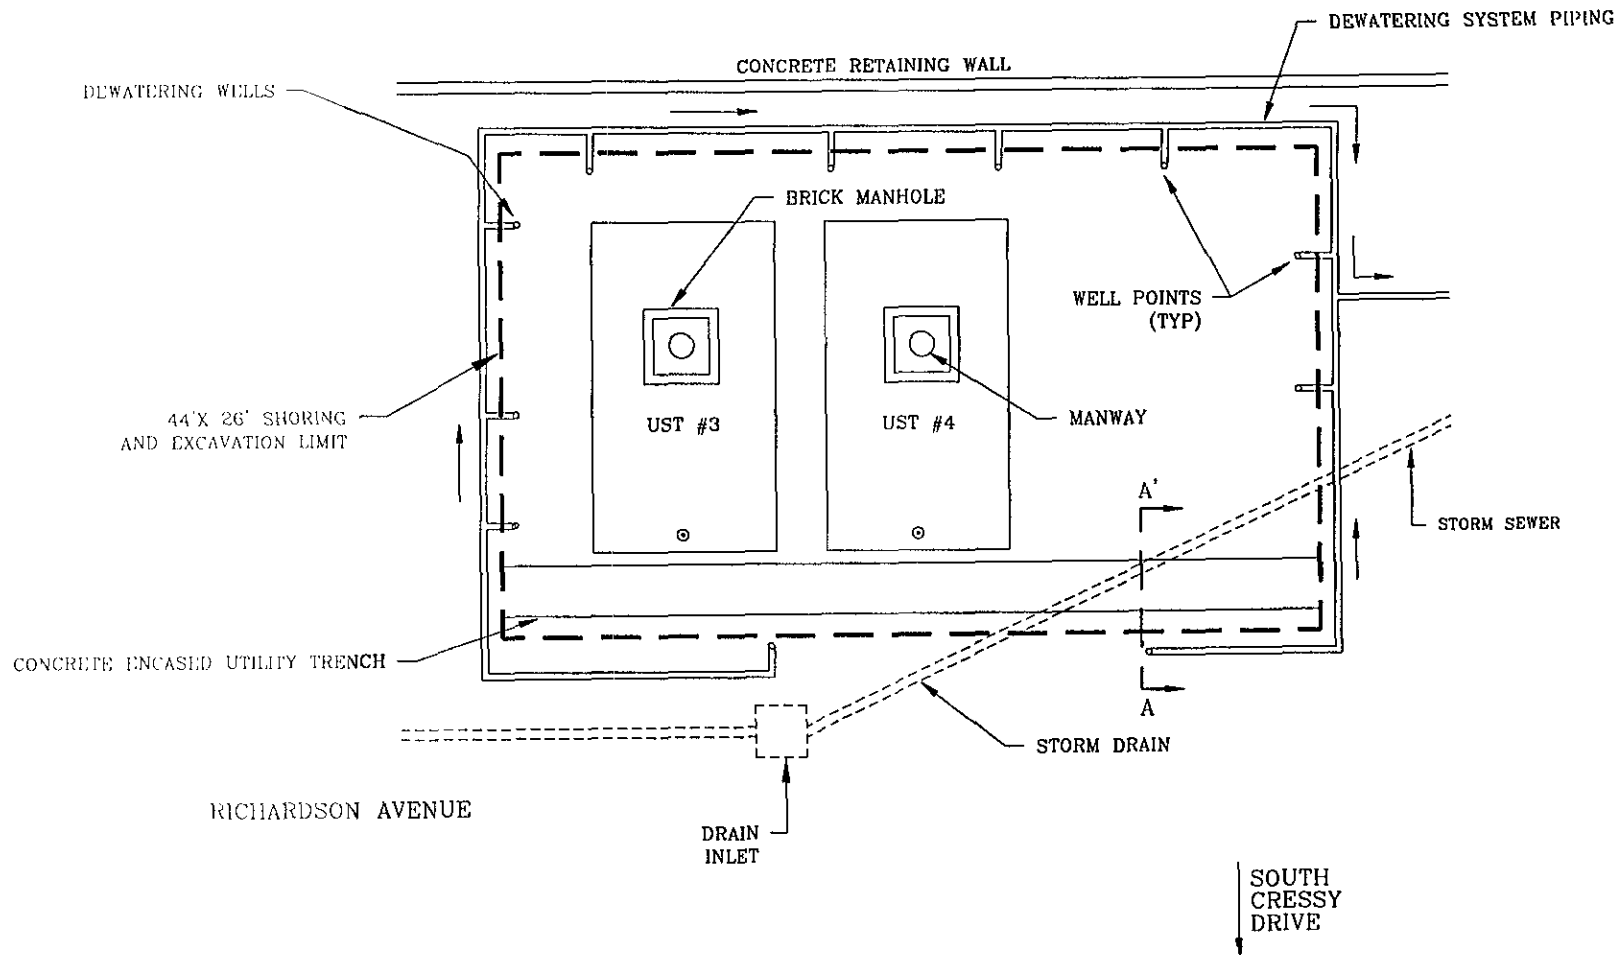 DEWATERING SYSTEM PIPING
CONCRETE RETAINING WALL
DEWATERING WELLS
BRICK MANHOLE
WELL POINTS
(TYP)
44'X 26' SHORING
AND EXCAVATION LIMIT
UST #3
UST #4
MANWAY
A'
STORM SEWER
CONCRETE ENCASED UTILITY TRENCH
A
STORM DRAIN
RICHARDSON AVENUE
DRAIN
INLET
SOUTH
CRESSY
DRIVE